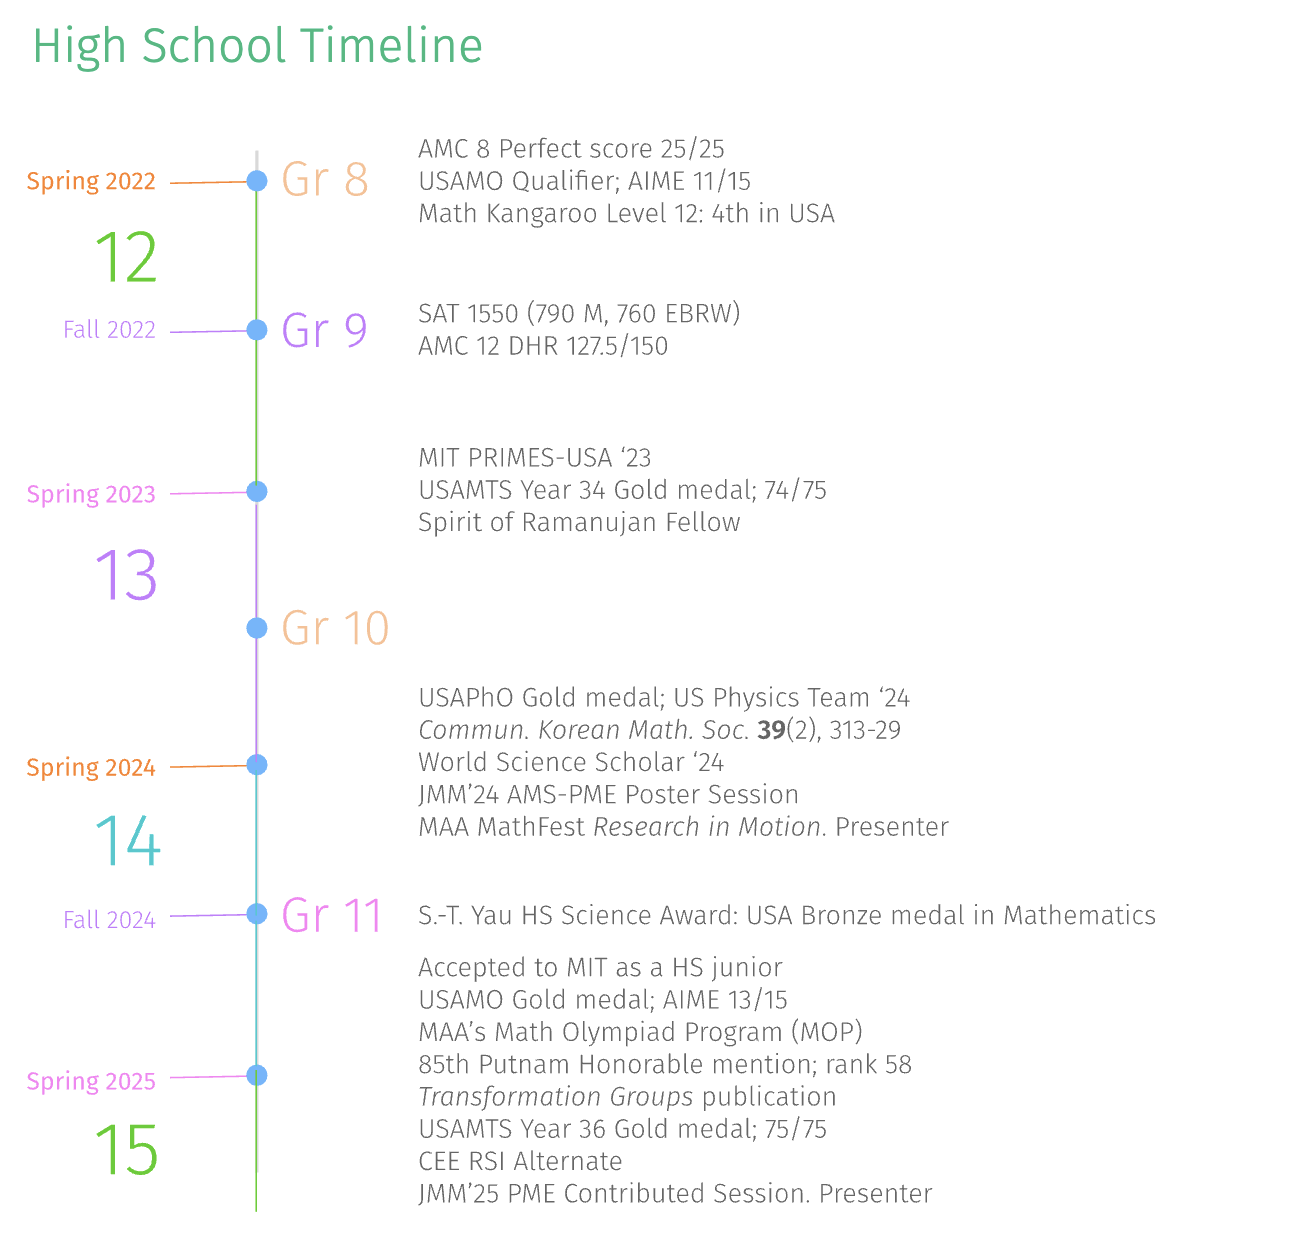 High School Timeline
AMC 8 Perfect score 25/25
Spring 2022
Gr 8
USAMO Qualifier; AIME 11/15
Math Kangaroo Level 12: 4th in USA
12
SAT 1550 (790 M, 760 EBRW)
Fall 2022
Gr 9
AMC 12 DHR 127.5/150
MIT PRIMES-USA ‘23
Spring 2023
USAMTS Year 34 Gold medal; 74/75
Spirit of Ramanujan Fellow
13
Gr 10
USAPhO Gold medal; US Physics Team ‘24
Commun. Korean Math. Soc. 39(2), 313-29
Spring 2024
World Science Scholar ‘24
JMM’24 AMS-PME Poster Session
MAA MathFest Research in Motion. Presenter
14
Fall 2024
Gr 11
S.-T. Yau HS Science Award: USA Bronze medal in Mathematics
Accepted to MIT as a HS junior
USAMO Gold medal; AIME 13/15
MAA’s Math Olympiad Program (MOP)
85th Putnam Honorable mention; rank 58
Spring 2025
Transformation Groups publication
USAMTS Year 36 Gold medal; 75/75
15
CEE RSI Alternate
JMM’25 PME Contributed Session. Presenter